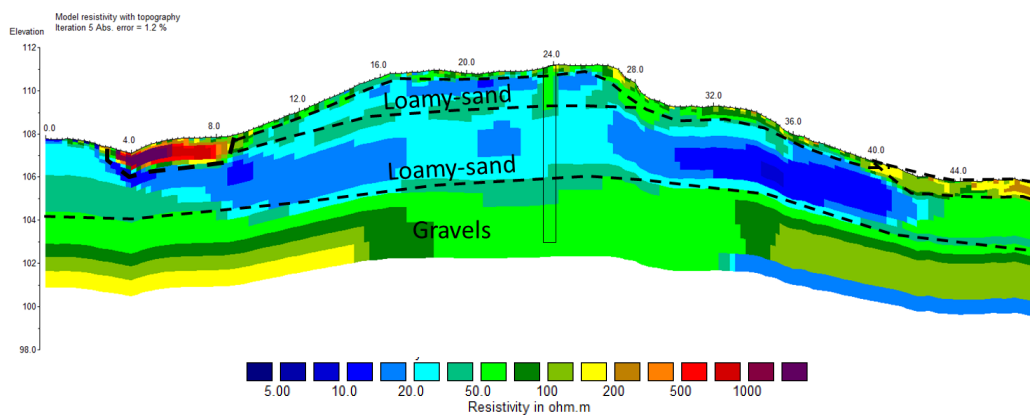 Model resistivity with topography
Iteration 5 Abs. error = 1.2 %
Elevation
112
110
108
106
104
102
100
98.0
0.0
4.0
8.0
12.0
16.0
20.0
24.0
28.0
32.0
36.0
40.0
44.0
Loamy-sand
Loamy-sand
Gravels
5.00 10.0 20.0 50.0 100 200 500 1000
Resistivity in ohm.m